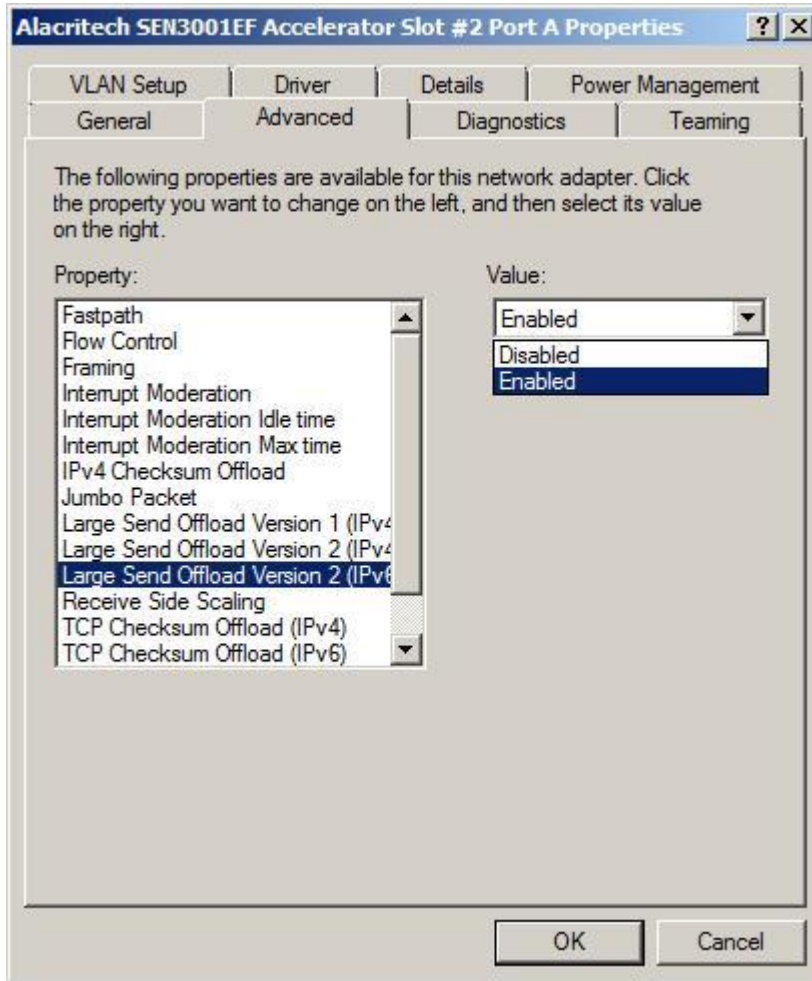 Alacritech SEN3001EF Accelerator Slot #2 Port A Properties
VLAN Setup Driver Details Power Management
General Advanced Diagnostics Teaming
The following properties are available for this network adapter. Click
the property you want to change on the left, and then select its value
on the right.
Property:
Fastpath
Flow Control
Framing
Interrupt Moderation
Interrupt Moderation Idle time
Interrupt Moderation Max time
IPv4 Checksum Offload
Jumbo Packet
Large Send Offload Version 1 (IPv4
Large Send Offload Version 2 (IPv4
Large Send Offload Version 2 (IPv6
Receive Side Scaling
TCP Checksum Offload (IPv4)
TCP Checksum Offload (IPv6)
Value:
Enabled
Disabled
Enabled
OK Cancel